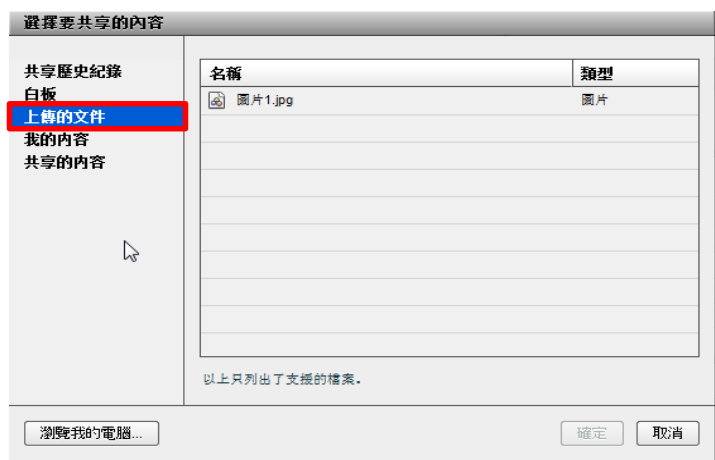 選擇要共享的內容
共享歷史紀錄
白板
上傳的文件
我的內容
共享的內容
名稱 類型
圖片1.jpg 圖片
以上只列出了支援的檔案。
瀏覽我的電腦... 確定 取消